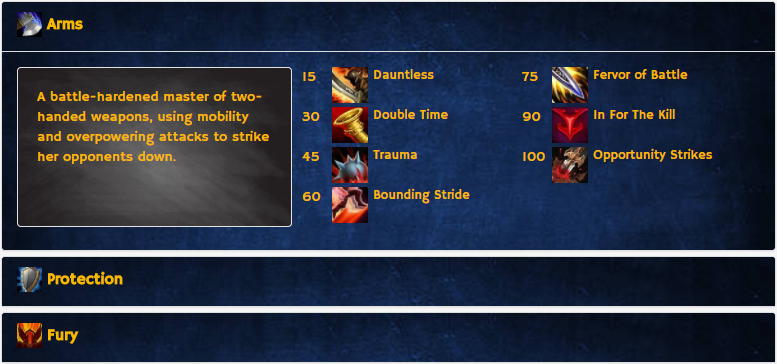 Arms
A battle-hardened master of two-
handed weapons, using mobility
and overpowering attacks to strike
her opponents down.
15 Dauntless
30 Double Time
45 Trauma
60 Bounding Stride
75 Fervor of Battle
90 In For The Kill
100 Opportunity Strikes
Protection
Fury